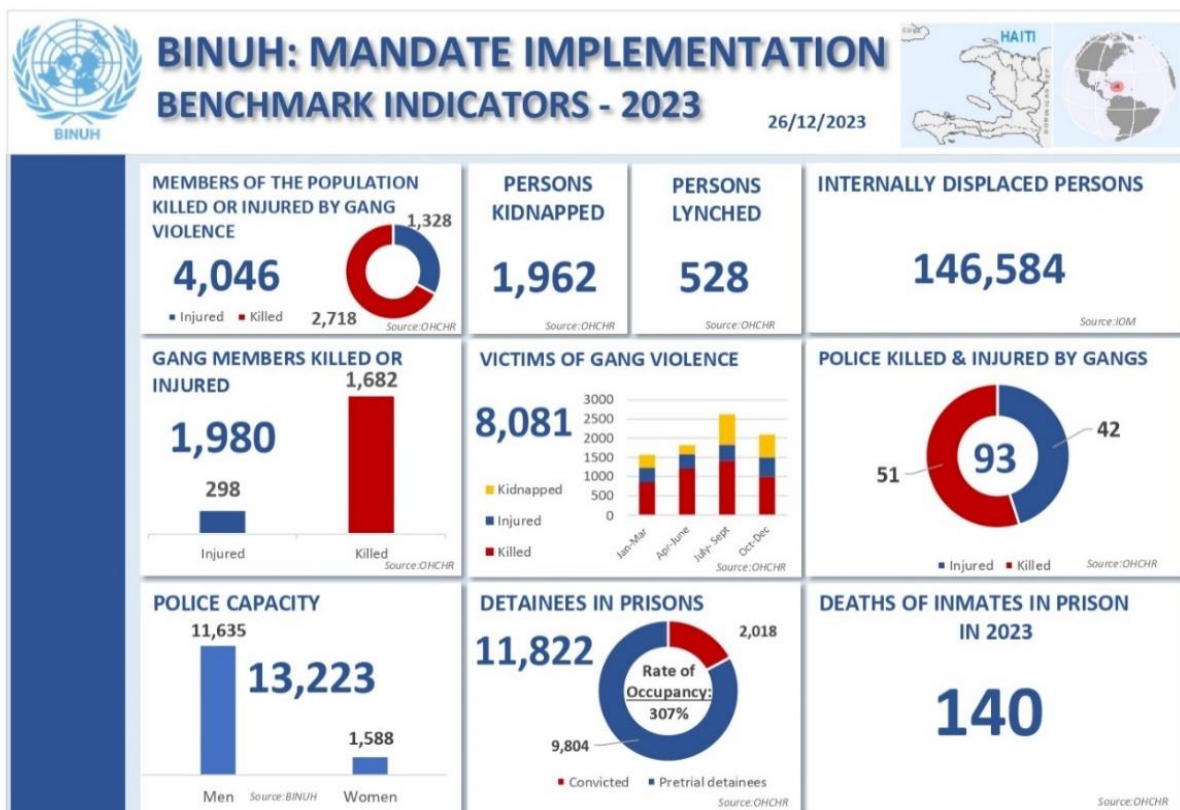 BINUH: MANDATE IMPLEMENTATION
BENCHMARK INDICATORS - 2023
26/12/2023
BINUH
HAITI
MEMBERS OF THE POPULATION
KILLED OR INJURED BY GANG
VIOLENCE
1,328
4,046
Injured Killed
2,718
Source:OHCHR
PERSONS
KIDNAPPED
1,962
Source:OHCHR
PERSONS
LYNCHED
528
Source:OHCHR
INTERNALLY DISPLACED PERSONS
146,584
Source:IOM
GANG MEMBERS KILLED OR
INJURED
1,682
1,980
298
Injured Killed
Source:OHCHR
VICTIMS OF GANG VIOLENCE
8,081
3000
2500
2000
1500
1000
500
0
Kidnapped
Injured
Killed
Jan-Mar Apr-June July- Sept Oct-Dec
Source:OHCHR
POLICE KILLED & INJURED BY GANGS
42
93
51
Injured Killed
Source:OHCHR
POLICE CAPACITY
11,635
13,223
1,588
Men Source:BINUH Women
DETAINEES IN PRISONS
2,018
11,822
Rate of
Occupancy:
307%
9,804
Convicted Pretrial detainees
Source:OHCHR
DEATHS OF INMATES IN PRISON
IN 2023
140
Source:OHCHR